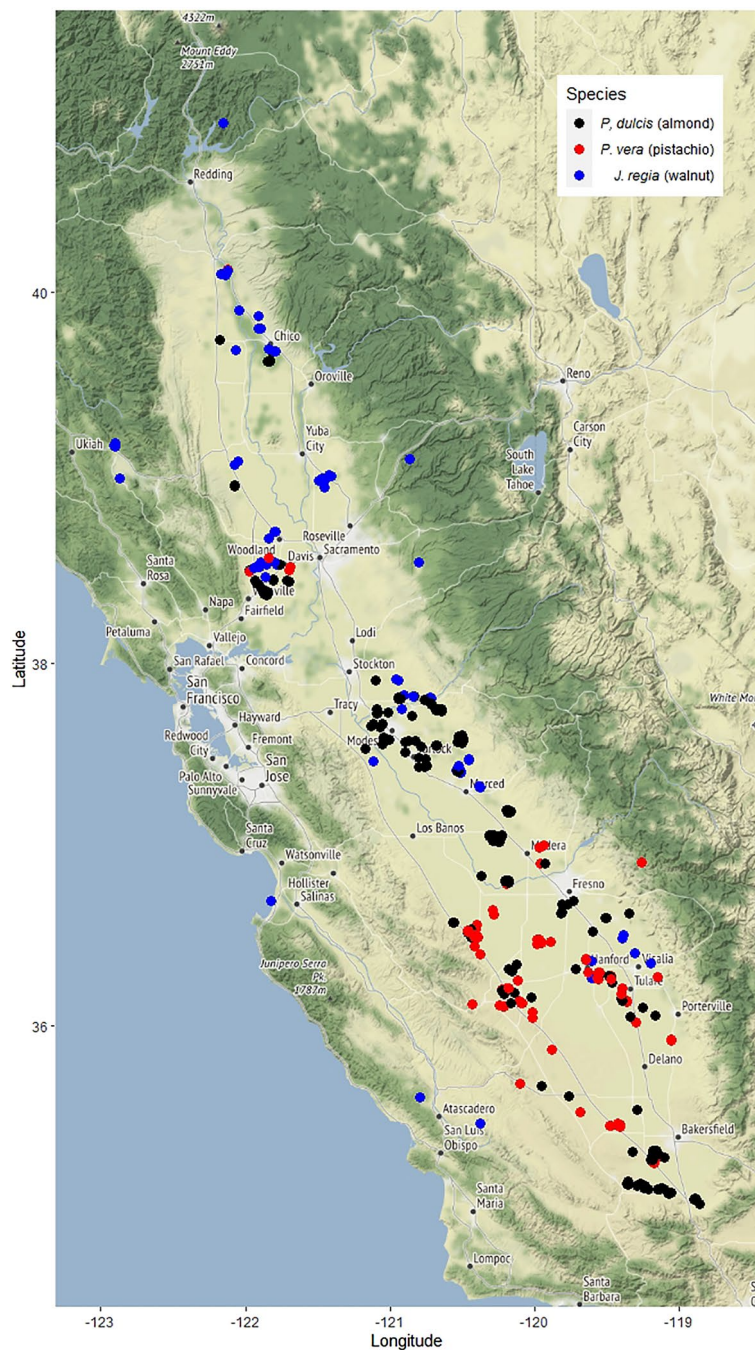 4322m
Mount Eddy
2751m
Species
P, dulcis (almond)
P. vera (pistachio)
J. regia (walnut)
Redding
40
Chico
Oroville
Reno
Carson
City
Yuba
City
Ukiah
South
Lake
Tahoe
Roseville
Woodland
Davis
Sacramento
Santa
Rosa
Napa
Fairfield
Petaluma
Vallejo
Lodi
38
San Rafael
Concord
Stockton
San
Francisco
Tracy
White Mo
Hayward
Redwood
City
Fremont
Palo Alto
San
Jose
Sunnyvale
Merced
Los Banos
Santa
Cruz
Watsonville
Fresno
Hollister
Salinas
Junipero Serra
Pk.
1787m
Hanford
Visalia
Tulare
Porterville
36
Delano
Atascadero
San Luis
Obispo
Bakersfield
Santa
Maria
Lompoc
Santa
Barbara
-123
-122
-121
-120
-119
Longitude
Latitude